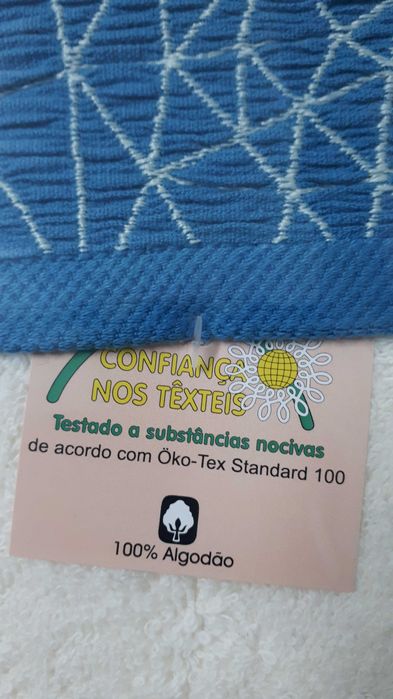 CONFIANÇA
NOS TÊXTEIS
Testado a substâncias nocivas
de acordo com Öko-Tex Standard 100
100% Algodão